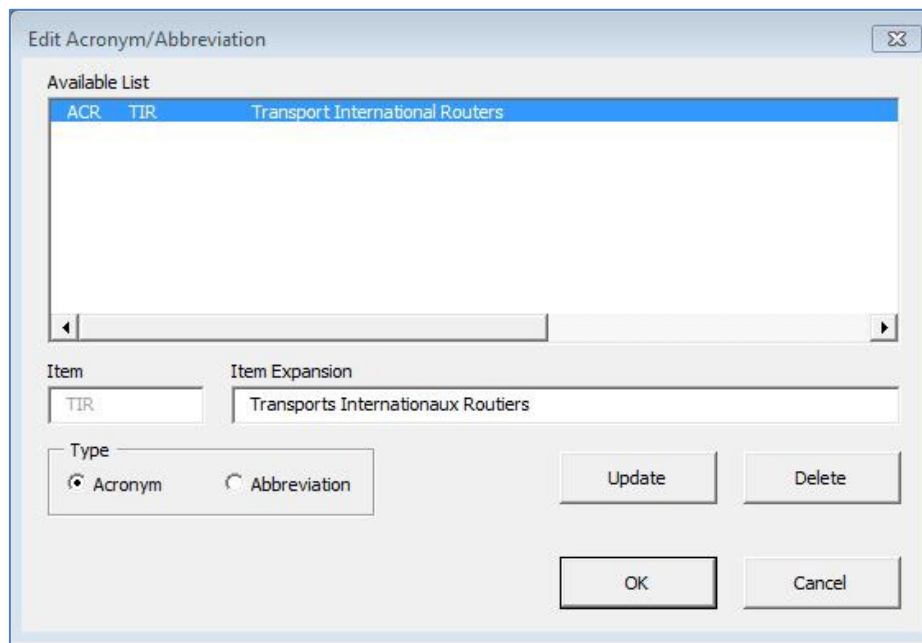 Edit Acronym/Abbreviation
Available List
ACR TIR Transport International Routers
Item Item Expansion
TIR Transports Internationaux Routiers
Type
Acronym Abbreviation Update Delete
OK Cancel